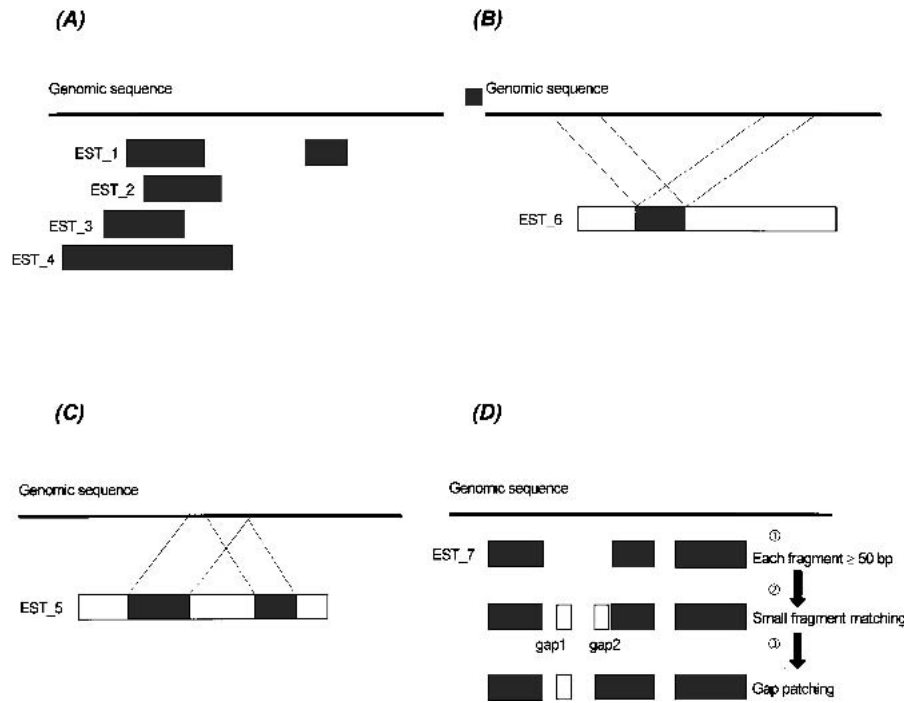 (A)
Genomic sequence
EST_1
EST_2
EST_3
EST_4
(B)
Genomic sequence
EST_6
(C)
Genomic sequence
EST_5
(D)
Genomic sequence
EST_7
①
Each fragment ≥ 50 bp
②
Small fragment matching
gap1 gap2
③
Gap patching